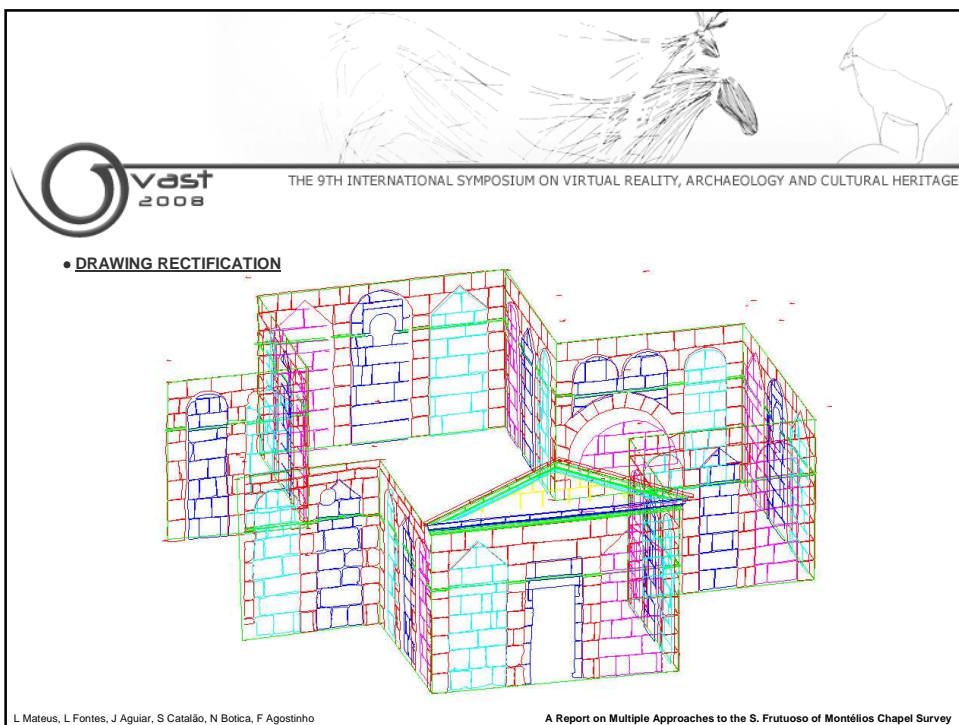 vast
2008
THE 9TH INTERNATIONAL SYMPOSIUM ON VIRTUAL REALITY, ARCHAEOLOGY AND CULTURAL HERITAGE
• DRAWING RECTIFICATION
L Mateus, L Fontes, J Aguiar, S Catalão, N Botica, F Agostinho
A Report on Multiple Approaches to the S. Frutuoso of Montélios Chapel Survey